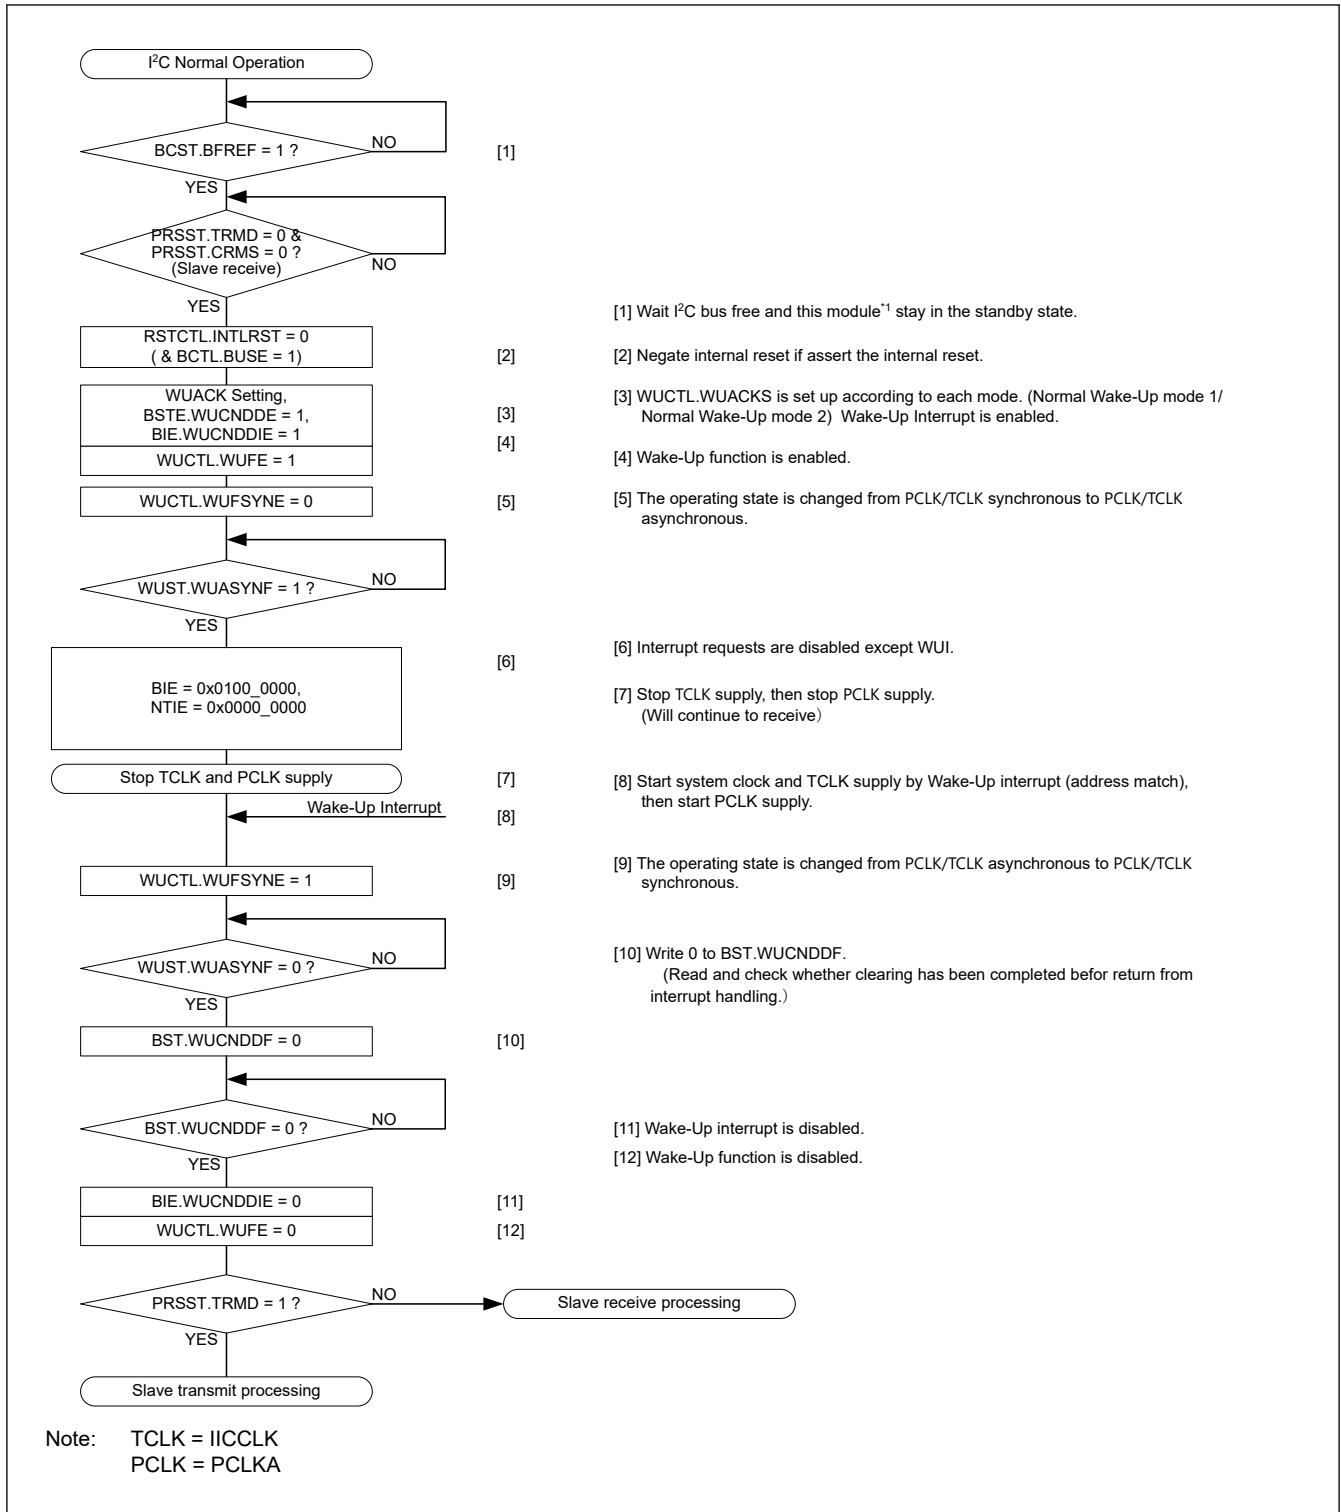 I²C Normal Operation
BCST.BFREF = 1 ?
NO
[1]
YES
PRSST.TRMD = 0 &
PRSST.CRMS = 0 ?
(Slave receive)
NO
YES
[1] Wait I²C bus free and this module*1 stay in the standby state.
RSTCTL.INTLRST = 0
( & BCTL.BUSE = 1)
[2]
[2] Negate internal reset if assert the internal reset.
WUACK Setting,
BSTE.WUCNDDE = 1,
BIE.WUCNDDIE = 1
[3]
[3] WUCTL.WUACKS is set up according to each mode. (Normal Wake-Up mode 1/
Normal Wake-Up mode 2)  Wake-Up Interrupt is enabled.
[4]
WUCTL.WUFE = 1
[4] Wake-Up function is enabled.
WUCTL.WUFSYNE = 0
[5]
[5] The operating state is changed from PCLK/TCLK synchronous to PCLK/TCLK
asynchronous.
WUST.WUASYNF = 1 ?
NO
YES
[6]
[6] Interrupt requests are disabled except WUI.
BIE = 0x0100_0000,
NTIE = 0x0000_0000
[7] Stop TCLK supply, then stop PCLK supply.
(Will continue to receive）
Stop TCLK and PCLK supply
[7]
[8] Start system clock and TCLK supply by Wake-Up interrupt (address match),
then start PCLK supply.
Wake-Up Interrupt
[8]
[9] The operating state is changed from PCLK/TCLK asynchronous to PCLK/TCLK
synchronous.
WUCTL.WUFSYNE = 1
[9]
WUST.WUASYNF = 0 ?
NO
YES
[10] Write 0 to BST.WUCNDDF.
(Read and check whether clearing has been completed befor return from
interrupt handling.）
BST.WUCNDDF = 0
[10]
BST.WUCNDDF = 0 ?
NO
YES
[11] Wake-Up interrupt is disabled.
[12] Wake-Up function is disabled.
BIE.WUCNDDIE = 0
[11]
WUCTL.WUFE = 0
[12]
PRSST.TRMD = 1 ?
NO
Slave receive processing
YES
Slave transmit processing
Note: TCLK = IICCLK
PCLK = PCLKA